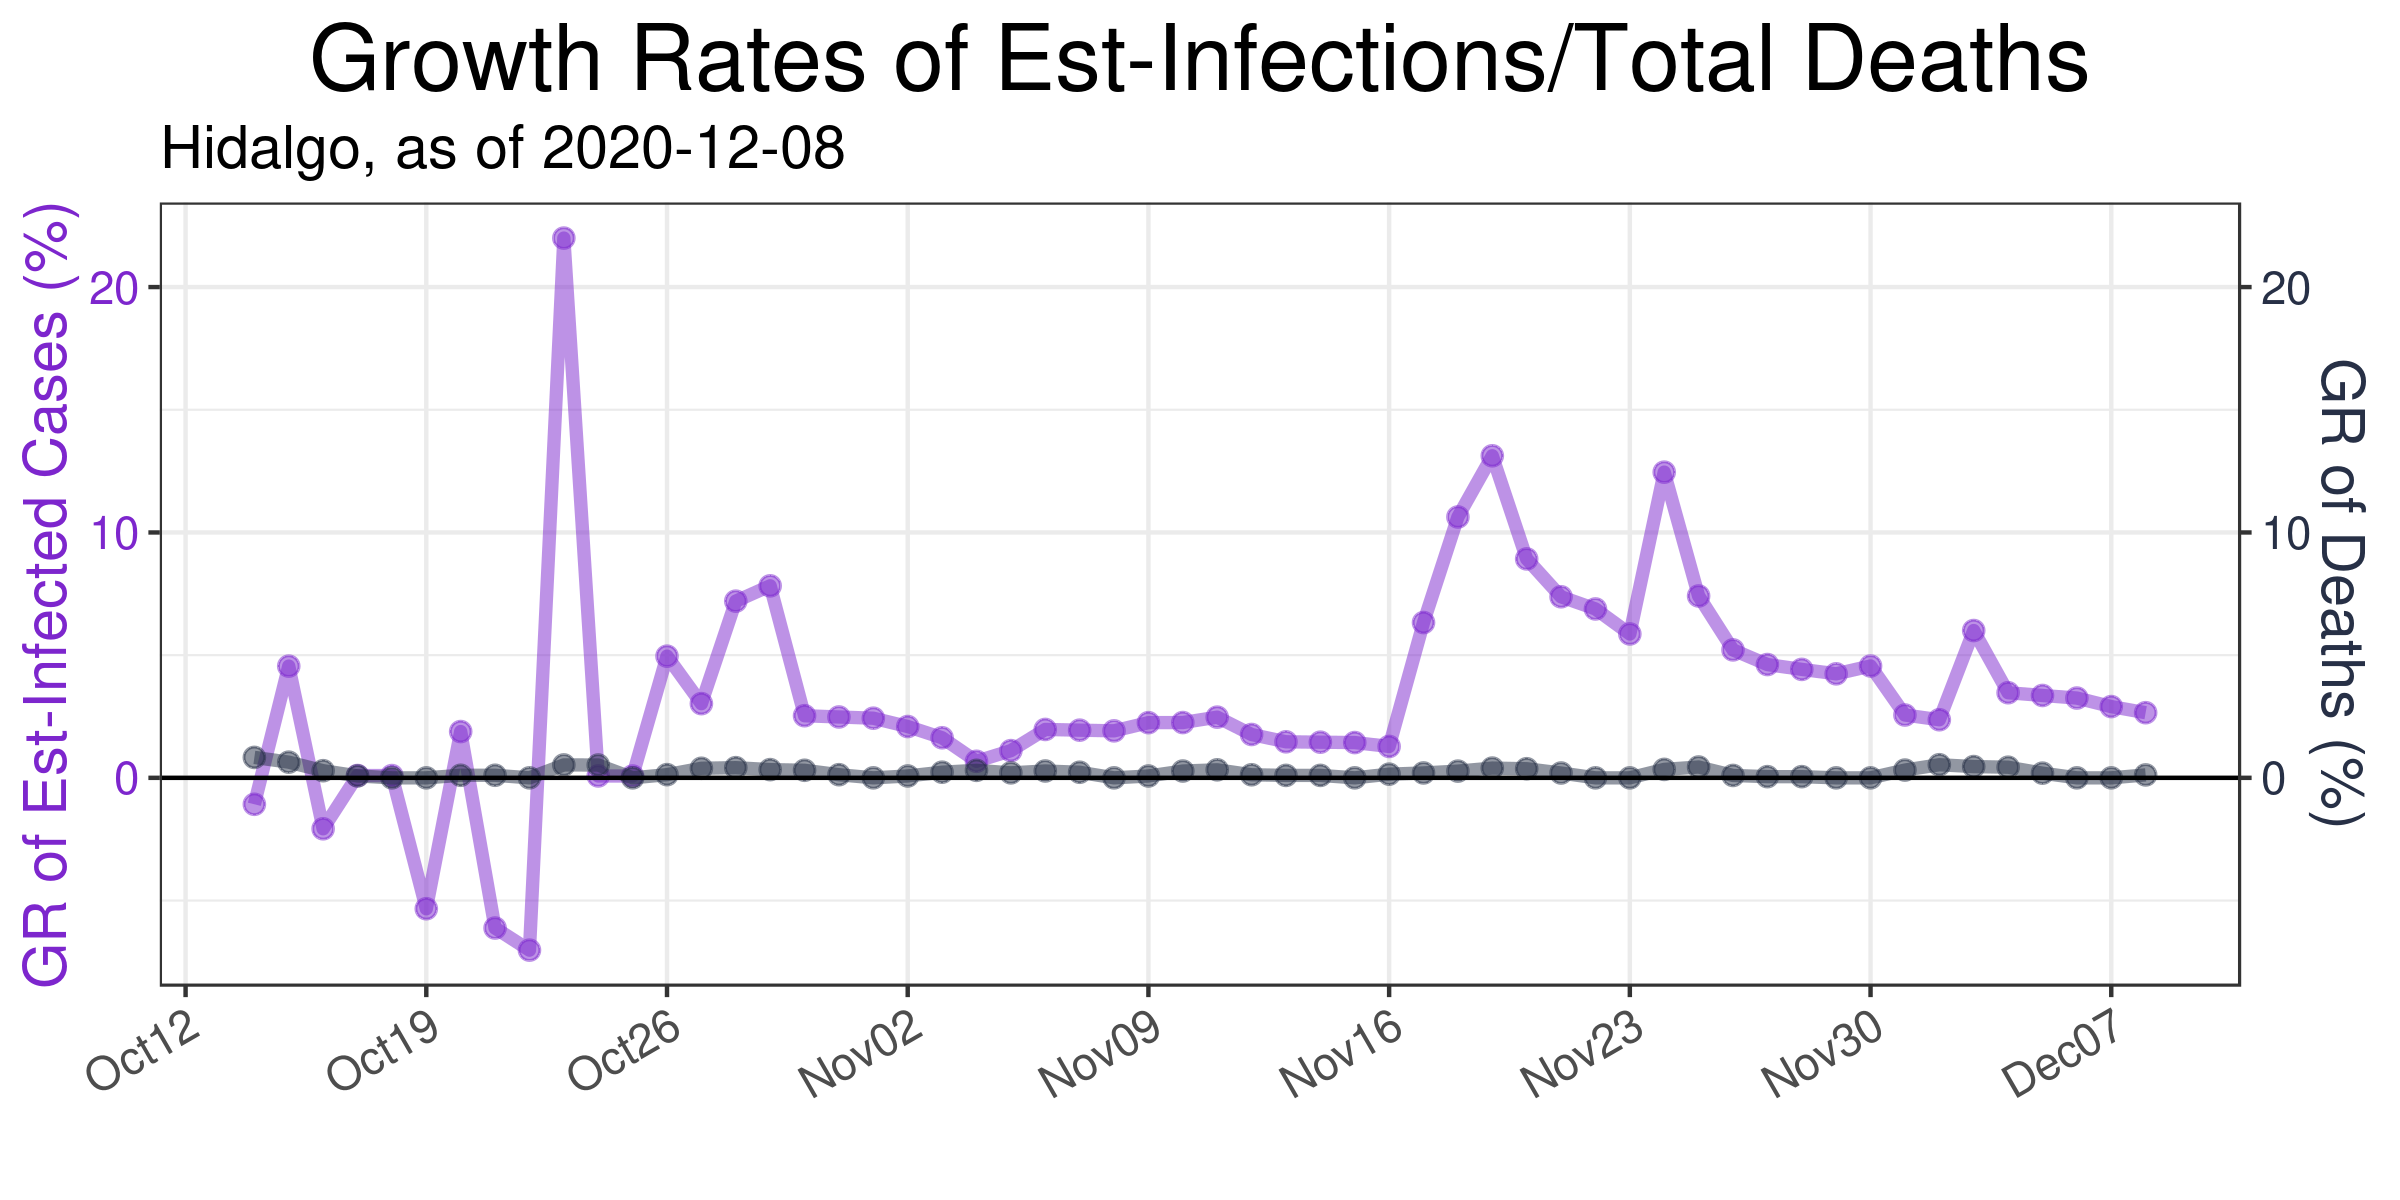 Growth Rates of Est-Infections/Total Deaths
Hidalgo, as of 2020-12-08
GR of Est-Infected Cases (%)
20
10
0
20
10
0
GR of Deaths (%)
Oct12
Oct19
Oct26
Nov02
Nov09
Nov16
Nov23
Nov30
Dec07